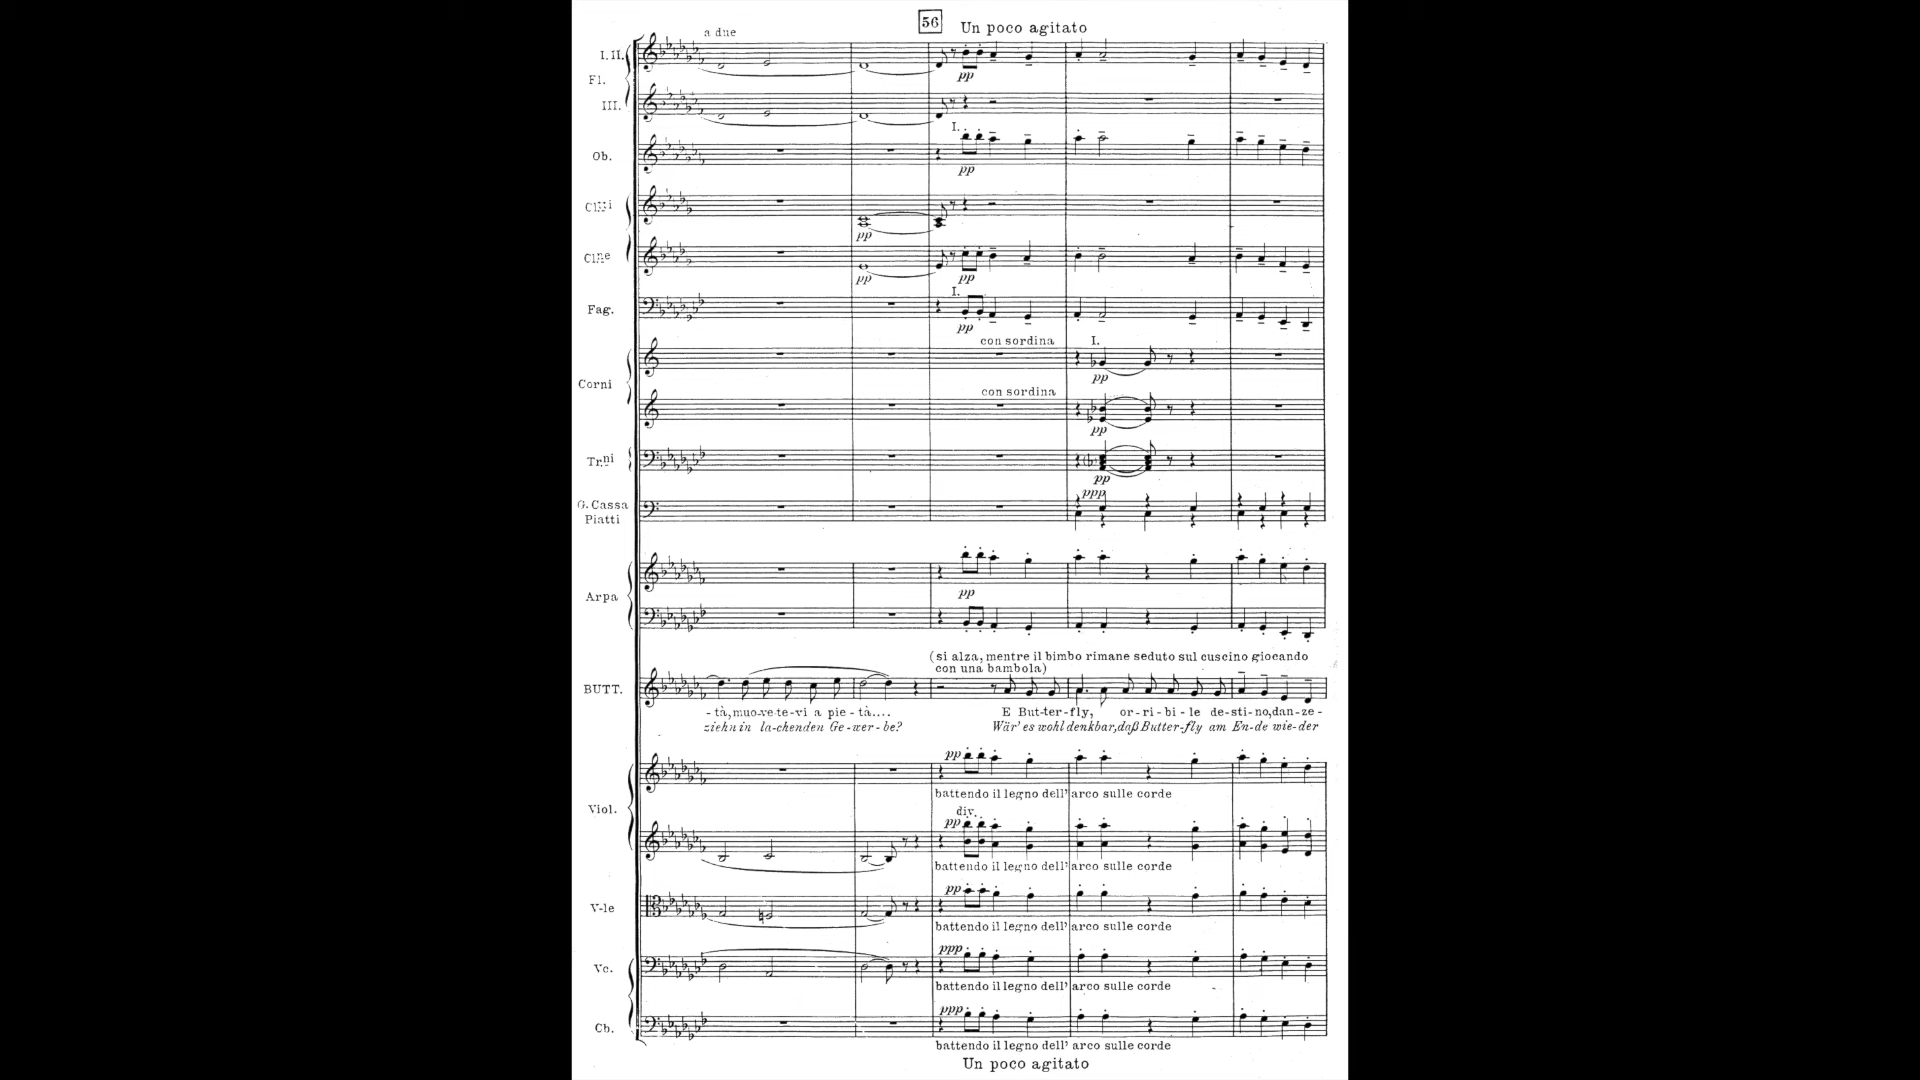 56 Un poco agitato
a due
I. II.
Fl.
III.
I.
Ob.
pp
Cl.ni
pp
Cl.ne
pp pp
I.
Fag.
pp
con sordina I.
pp
Corni
con sordina
pp
Tr.ni
pp
ppp
G. Cassa
Piatti
Arpa
pp
(si alza, mentre il bimbo rimane seduto sul cuscino giocando
con una bambola)
BUTT.
- tà, muo-ve-te-vi a pie - tà.... E But-ter-fly, or-ri-bi-le de-sti-no, dan-ze -
ziehn in la-chenden Ge-wer-be? Wär' es wohl denkbar, daß Butter-fly am En-de wie-der
pp
battendo il legno dell' arco sulle corde
Viol.
div.
pp
battendo il legno dell' arco sulle corde
pp
V-le
battendo il legno dell' arco sulle corde
ppp
Vc.
battendo il legno dell' arco sulle corde
ppp
Cb.
battendo il legno dell' arco sulle corde
Un poco agitato